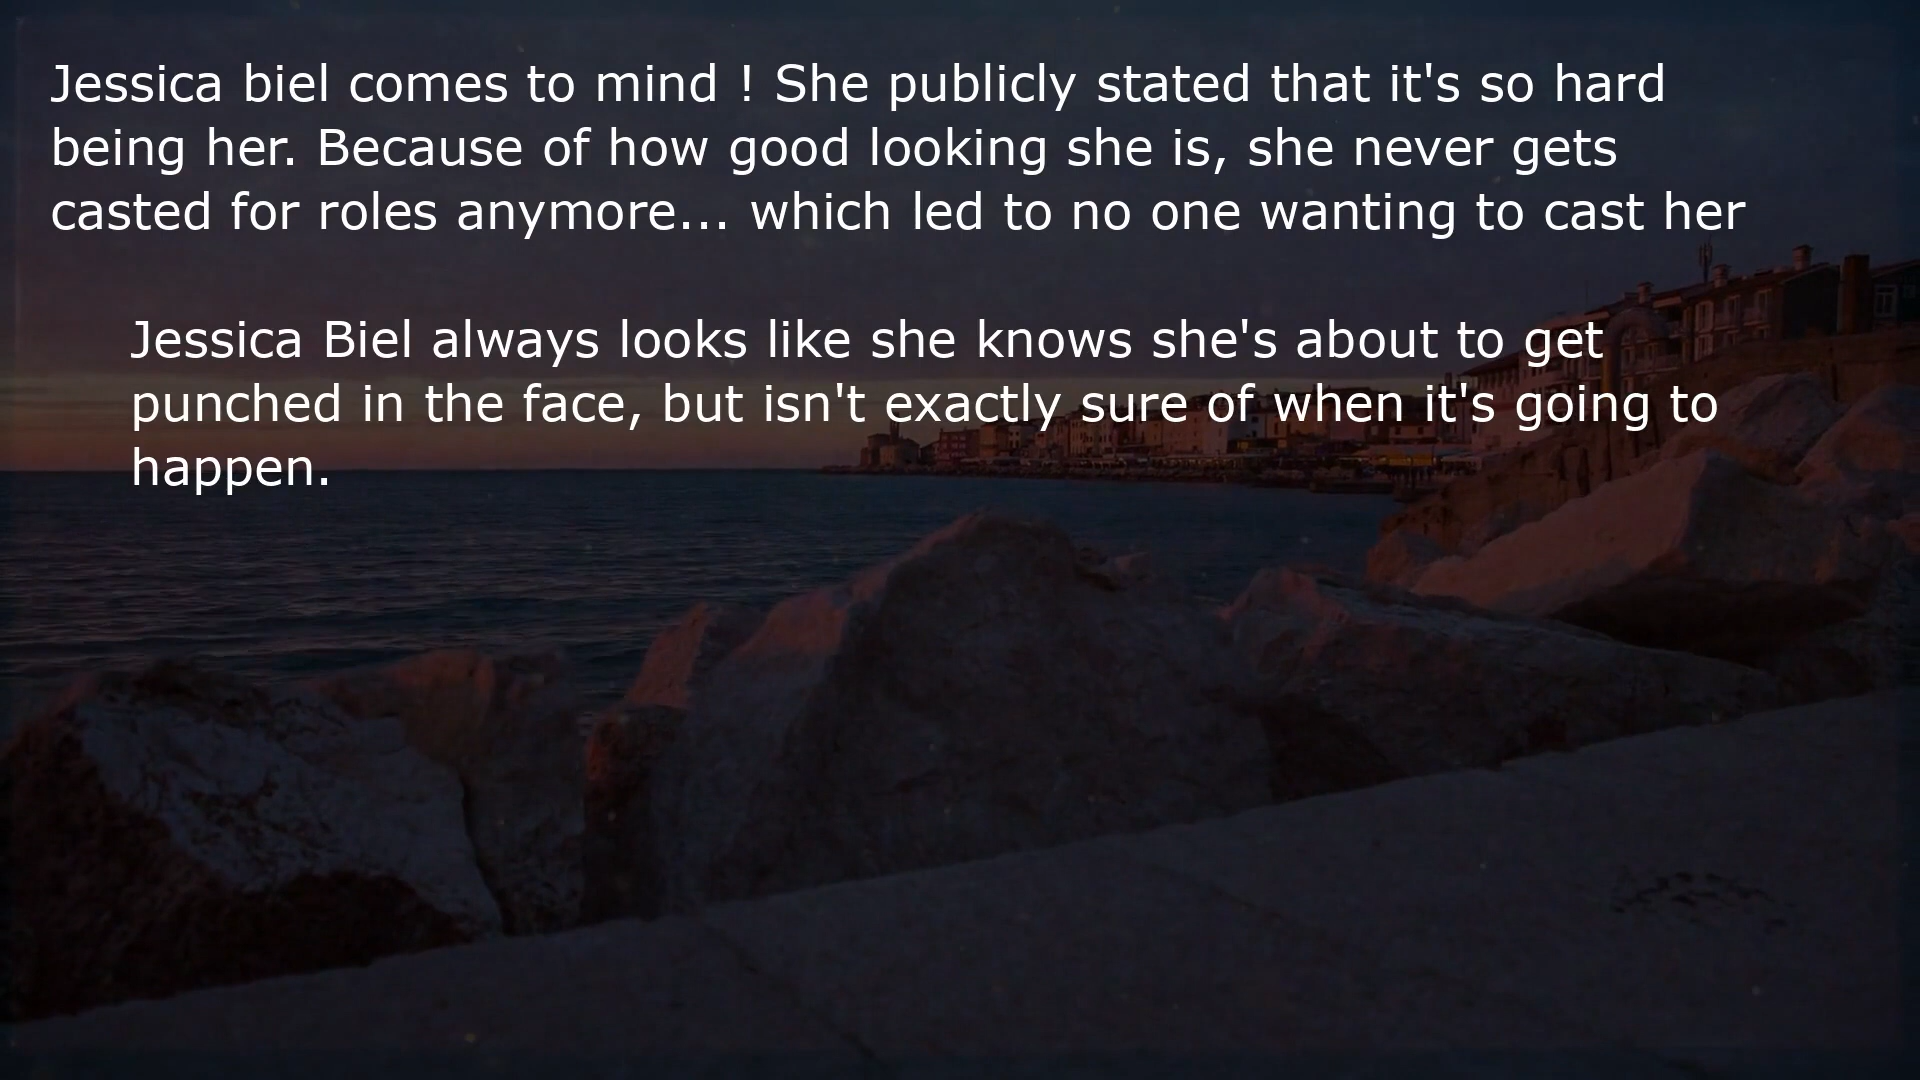 Jessica biel comes to mind ! She publicly stated that it's so hard
being her. Because of how good looking she is, she never gets
casted for roles anymore... which led to no one wanting to cast her
Jessica Biel always looks like she knows she's about to get
punched in the face, but isn't exactly sure of when it's going to
happen.